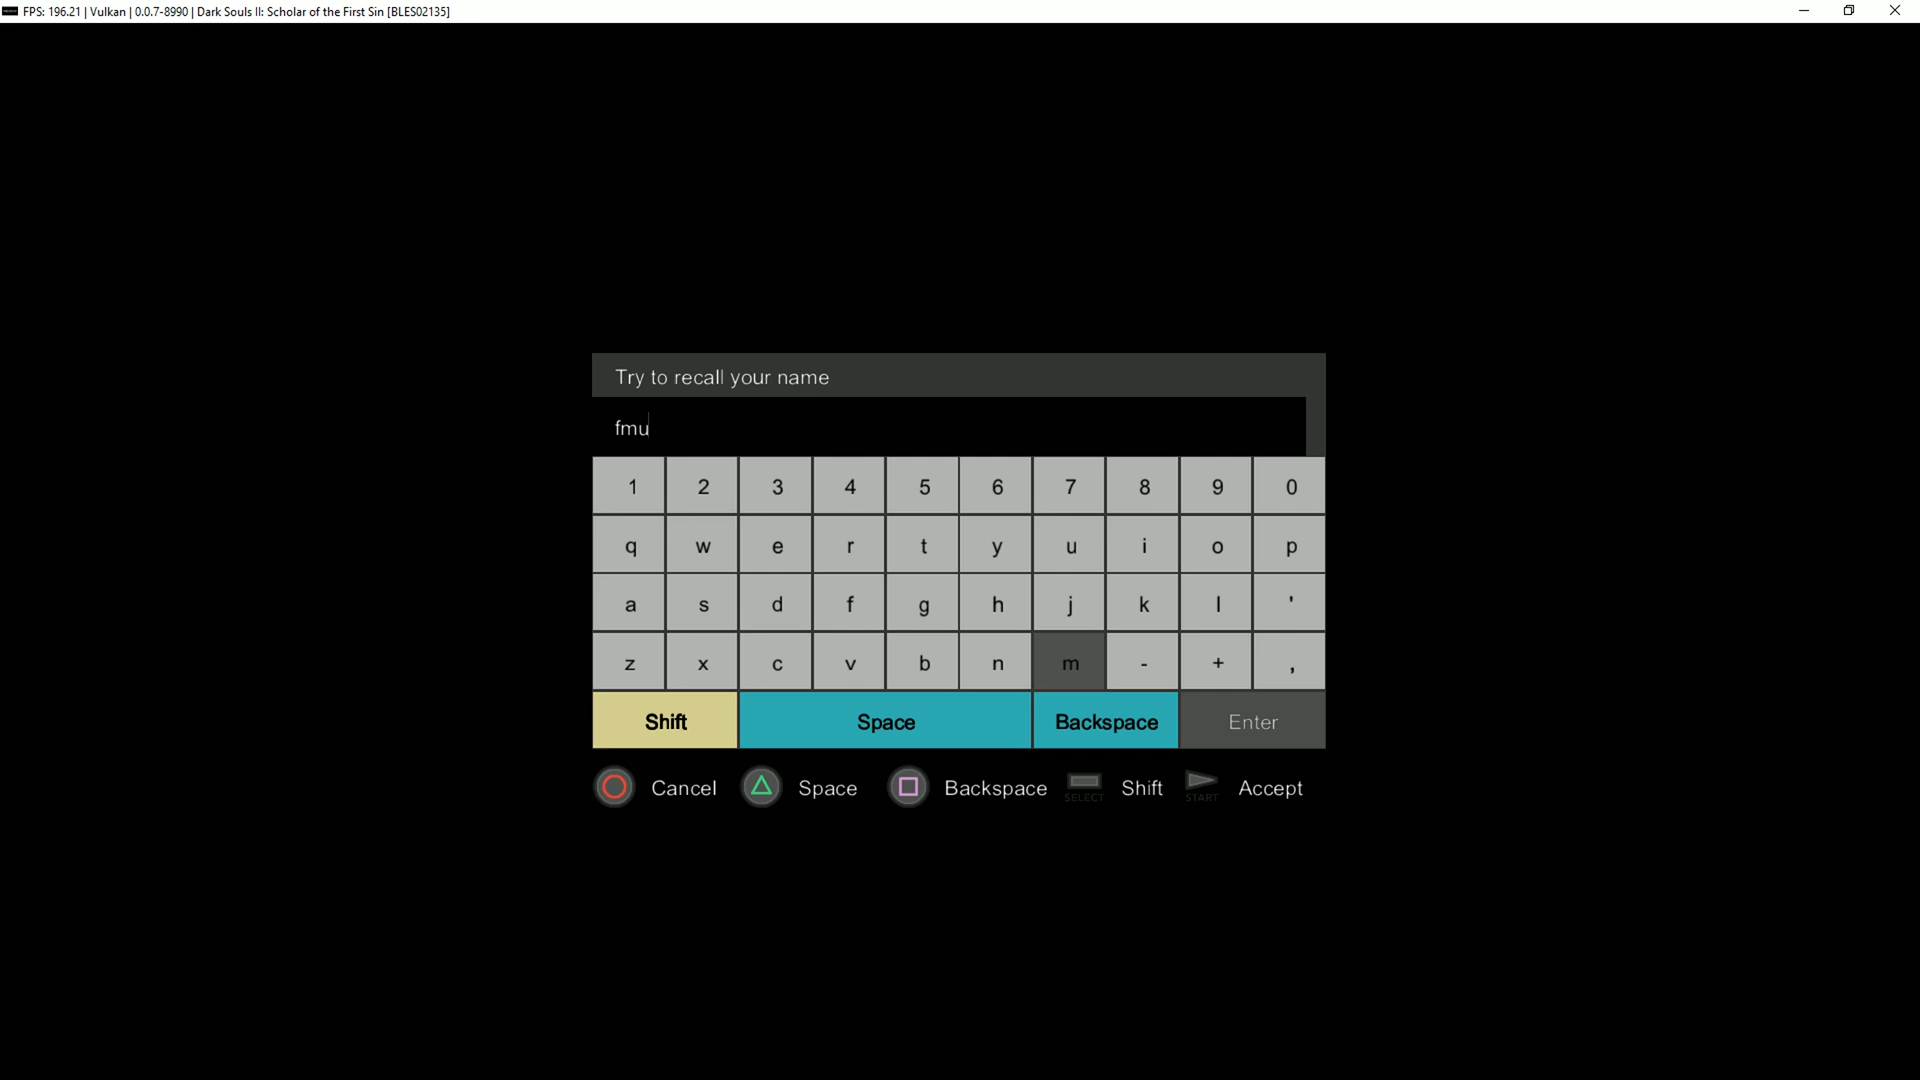 FPS: 196.21 | Vulkan | 0.0.7-8990 | Dark Souls II: Scholar of the First Sin [BLES02135]
Try to recall your name
fmu
1 2 3 4 5 6 7 8 9 0
q w e r t y u i o p
a s d f g h j k l '
z x c v b n m - + ,
Shift Space Backspace Enter
Cancel Space Backspace SELECT Shift START Accept